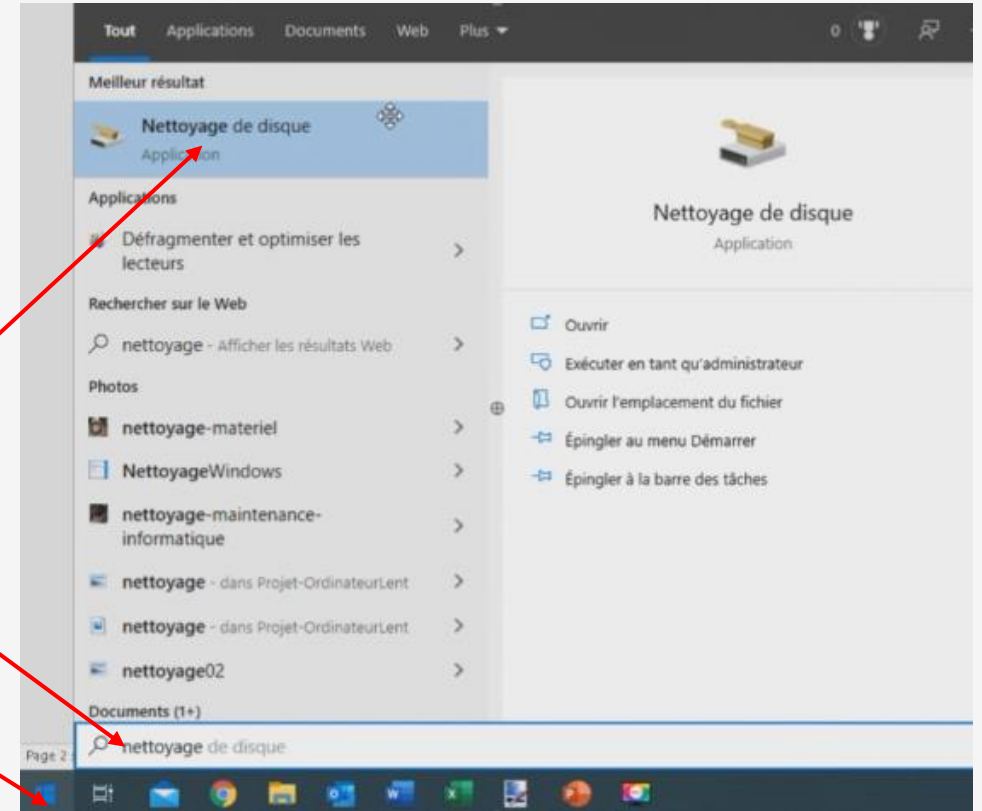 Tout Applications Documents Web Plus 0
Meilleur résultat
Nettoyage de disque
Application
Applications
Défragmenter et optimiser les
lecteurs
Rechercher sur le Web
nettoyage - Afficher les résultats Web
Photos
nettoyage-materiel
NettoyageWindows
nettoyage-maintenance-
informatique
nettoyage - dans Projet-OrdinateurLent
nettoyage - dans Projet-OrdinateurLent
nettoyage02
Documents (1+)
nettoyage de disque
Nettoyage de disque
Application
Ouvrir
Exécuter en tant qu'administrateur
Ouvrir l'emplacement du fichier
Épingler au menu Démarrer
Épingler à la barre des tâches
Page 2